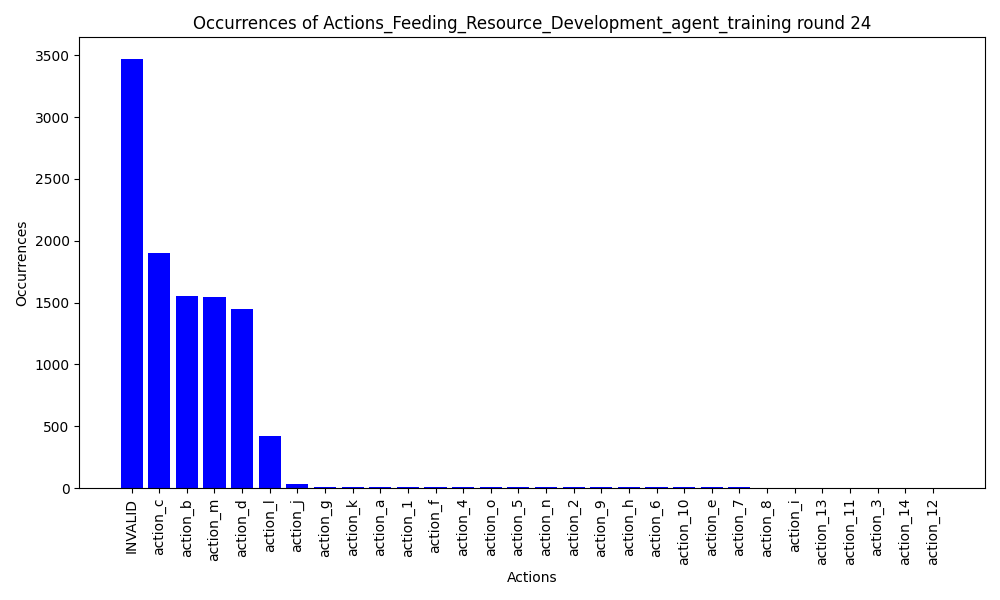 Occurrences of Actions_Feeding_Resource_Development_agent_training round 24
3500
3000
2500
2000
1500
1000
500
0
Occurrences
INVALID
action_c
action_b
action_m
action_d
action_l
action_j
action_g
action_k
action_a
action_1
action_f
action_4
action_o
action_5
action_n
action_2
action_9
action_h
action_6
action_10
action_e
action_7
action_8
action_i
action_13
action_11
action_3
action_14
action_12
Actions